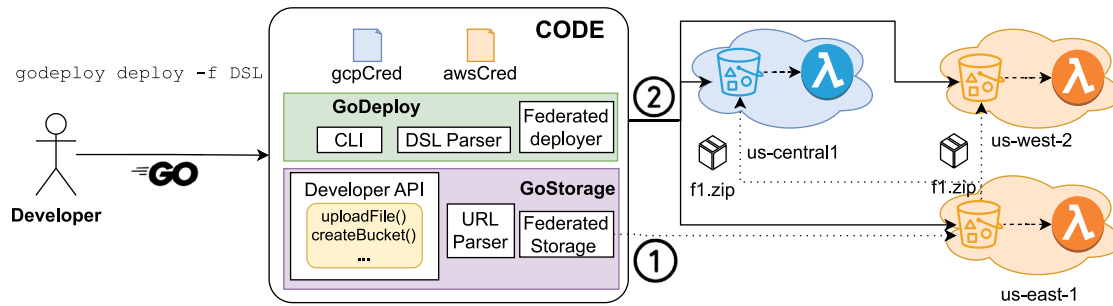 godeploy deploy -f DSL
GO
Developer
CODE
gcpCred
awsCred
GoDeploy
CLI
DSL Parser
Federated
deployer
Developer API
uploadFile()
createBucket()
...
GoStorage
URL
Parser
Federated
Storage
2
1
λ
us-central1
f1.zip
λ
us-west-2
f1.zip
λ
us-east-1